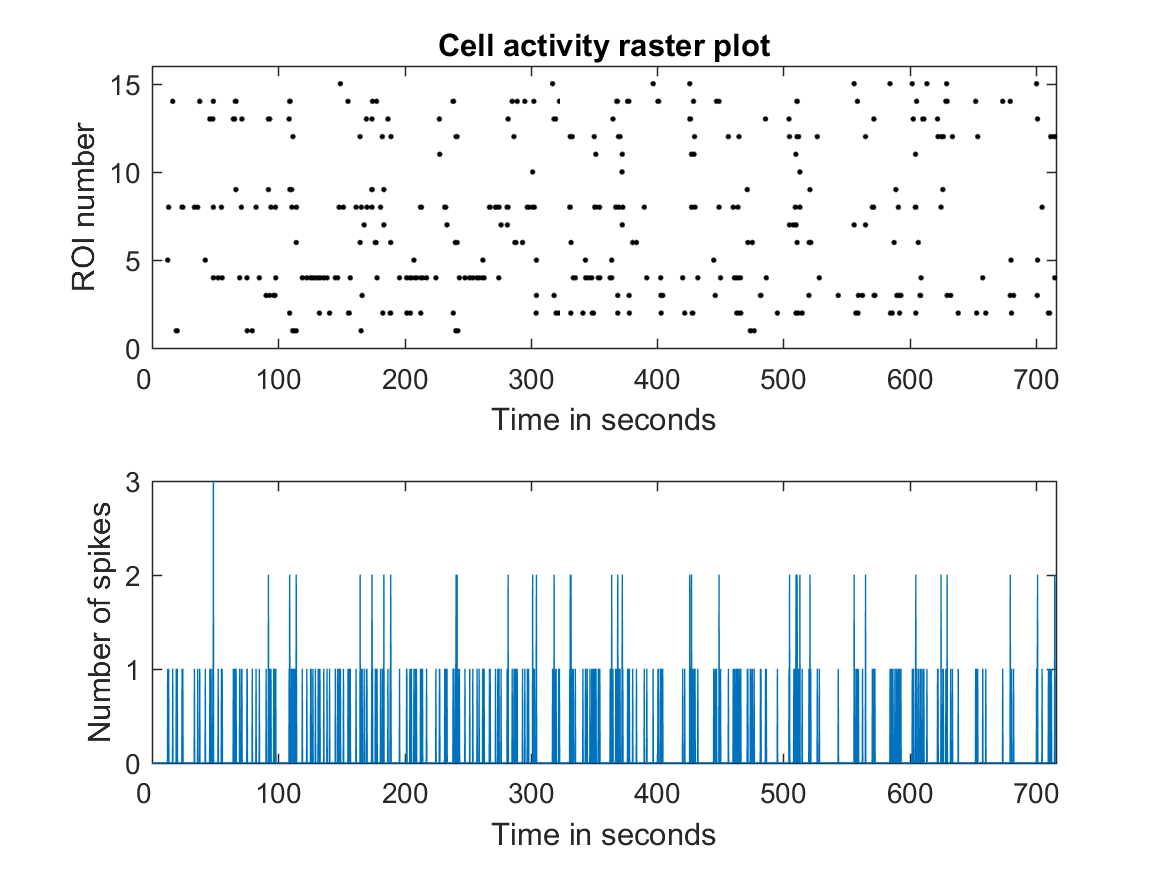 Cell activity raster plot
15
10
5
0
ROI number
0 100 200 300 400 500 600 700
Time in seconds
3
2
1
0
Number of spikes
0 100 200 300 400 500 600 700
Time in seconds